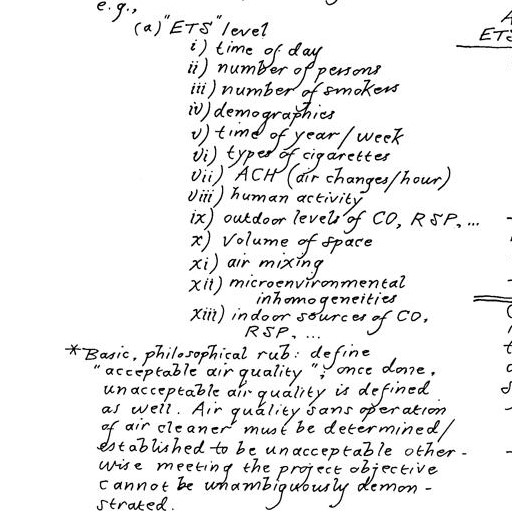 e.g.,
(a) "ETS" level
i) time of day
ii) number of persons
iii) number of smokers
iv) demographics
v) time of year/week
vi) types of cigarettes
vii) ACH (air changes/hour)
viii) human activity
ix) outdoor levels of CO, RSP, ...
x) volume of space
xi) air mixing
xii) microenvironmental
inhomogeneities
xiii) indoor sources of CO,
RSP, ...
* Basic, philosophical rub: define
"acceptable air quality"; once done,
unacceptable air quality is defined
as well. Air quality sans operation
of air cleaner must be determined/
established to be unacceptable other-
wise meeting the project objective
cannot be unambiguously demon-
strated.
ETS